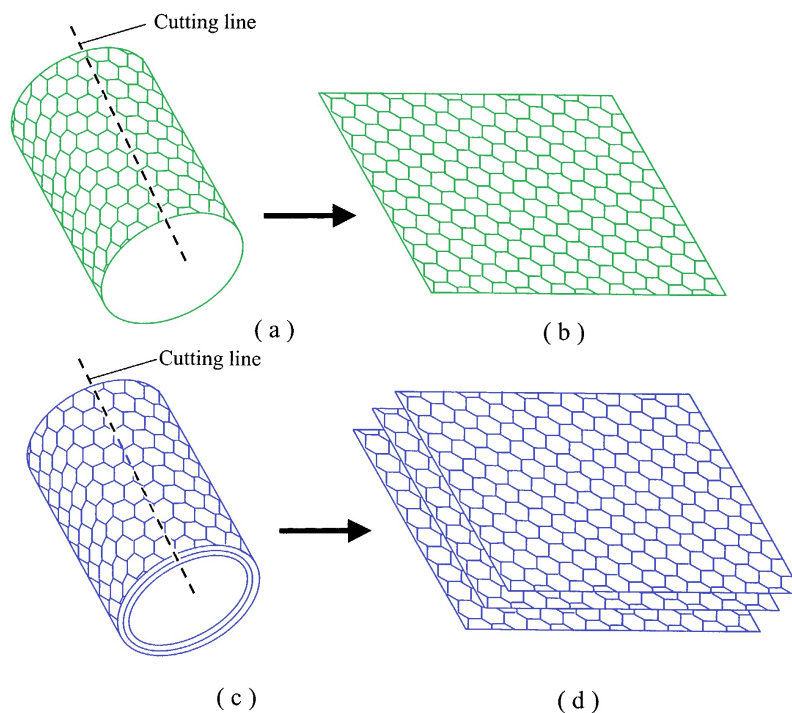 Cutting line
( a )
( b )
Cutting line
( c )
( d )